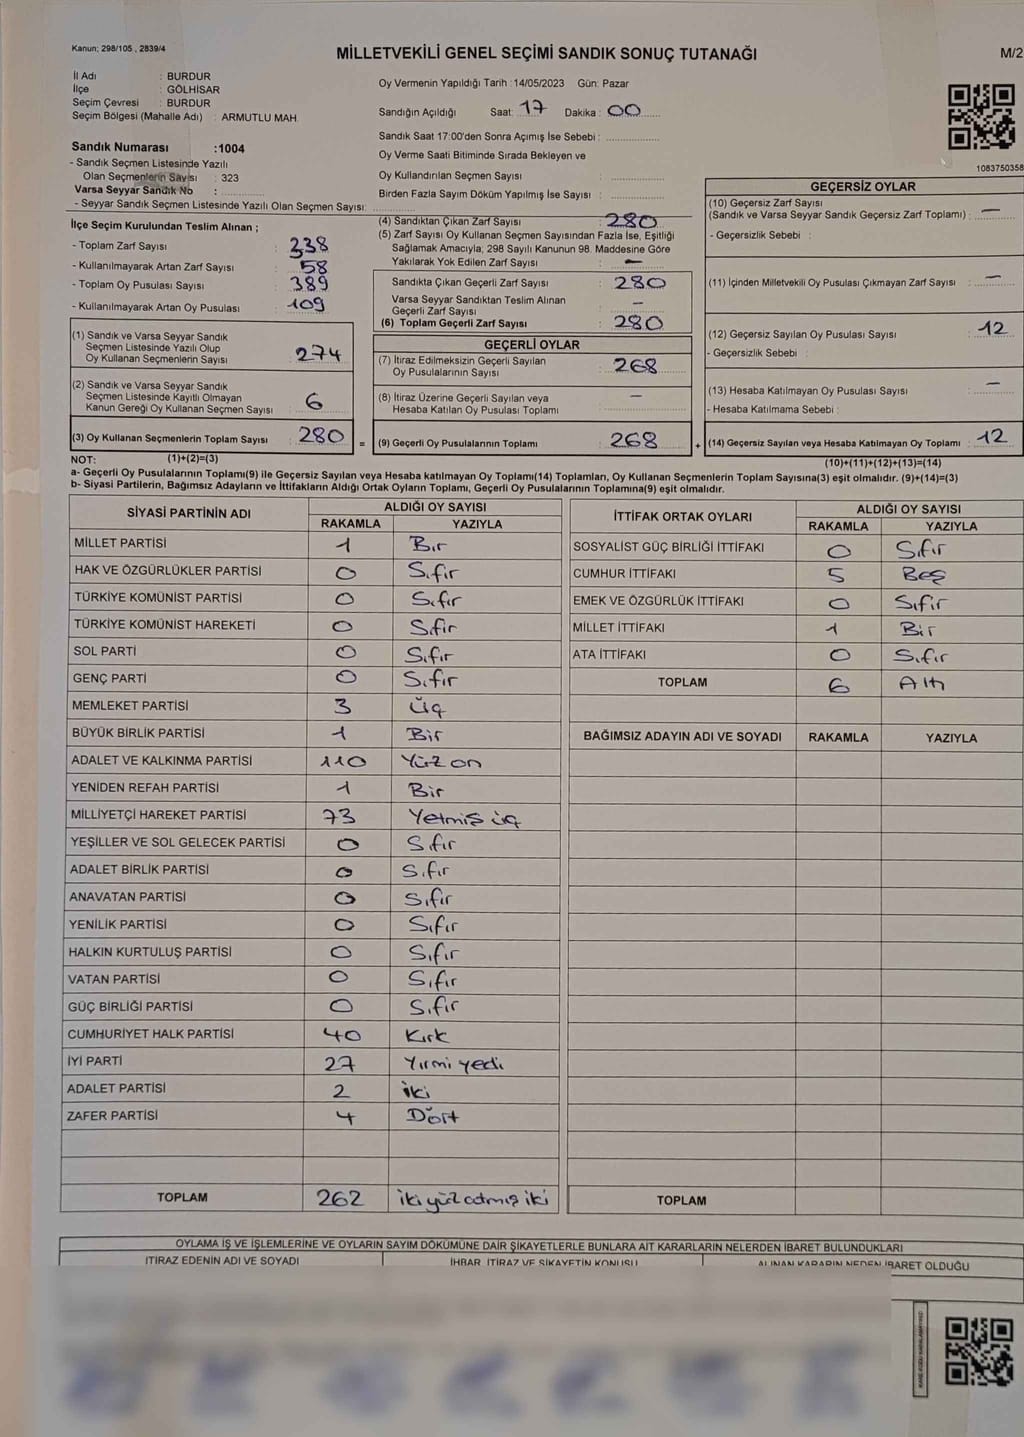 Kanun; 298/105 , 2839/4
MİLLETVEKİLİ GENEL SEÇİMİ SANDIK SONUÇ TUTANAĞI
M/2
İl Adı : BURDUR
İlçe : GÖLHİSAR
Seçim Çevresi : BURDUR
Seçim Bölgesi (Mahalle Adı) : ARMUTLU MAH.
Sandık Numarası :1004
- Sandık Seçmen Listesinde Yazılı
Olan Seçmenlerin Sayısı : 323
Varsa Seyyar Sandık No :
- Seyyar Sandık Seçmen Listesinde Yazılı Olan Seçmen Sayısı:
Oy Vermenin Yapıldığı Tarih :14/05/2023 Gün: Pazar
Sandığın Açıldığı Saat: 17 Dakika : 00
Sandık Saat 17:00'den Sonra Açımış İse Sebebi :
Oy Verme Saati Bitiminde Sırada Bekleyen ve
Oy Kullandırılan Seçmen Sayısı :
Birden Fazla Sayım Döküm Yapılmış İse Sayısı :
1083750358
İlçe Seçim Kurulundan Teslim Alınan ;
- Toplam Zarf Sayısı : 338
- Kullanılmayarak Artan Zarf Sayısı : 58
- Toplam Oy Pusulası Sayısı : 389
- Kullanılmayarak Artan Oy Pusulası : 109
(1) Sandık ve Varsa Seyyar Sandık
Seçmen Listesinde Yazılı Olup
Oy Kullanan Seçmenlerin Sayısı : 274
(2) Sandık ve Varsa Seyyar Sandık
Seçmen Listesinde Kayıtlı Olmayan
Kanun Gereği Oy Kullanan Seçmen Sayısı : 6
(3) Oy Kullanan Seçmenlerin Toplam Sayısı : 280 =
(4) Sandıktan Çıkan Zarf Sayısı : 280
(5) Zarf Sayısı Oy Kullanan Seçmen Sayısından Fazla İse, Eşitliği
Sağlamak Amacıyla, 298 Sayılı Kanunun 98. Maddesine Göre
Yakılarak Yok Edilen Zarf Sayısı : —
Sandıkta Çıkan Geçerli Zarf Sayısı : 280
Varsa Seyyar Sandıktan Teslim Alınan
Geçerli Zarf Sayısı : —
(6) Toplam Geçerli Zarf Sayısı : 280
GEÇERLİ OYLAR
(7) İtiraz Edilmeksizin Geçerli Sayılan
Oy Pusulalarının Sayısı : 268
(8) İtiraz Üzerine Geçerli Sayılan veya
Hesaba Katılan Oy Pusulası Toplamı : —
(9) Geçerli Oy Pusulalarının Toplamı : 268 +
GEÇERSİZ OYLAR
(10) Geçersiz Zarf Sayısı
(Sandık ve Varsa Seyyar Sandık Geçersiz Zarf Toplamı) : —
- Geçersizlik Sebebi :
(11) İçinden Milletvekili Oy Pusulası Çıkmayan Zarf Sayısı : —
(12) Geçersiz Sayılan Oy Pusulası Sayısı : 12
- Geçersizlik Sebebi :
(13) Hesaba Katılmayan Oy Pusulası Sayısı : —
- Hesaba Katılmama Sebebi :
(14) Geçersiz Sayılan veya Hesaba Katılmayan Oy Toplamı : 12
NOT: (1)+(2)=(3)
(10)+(11)+(12)+(13)=(14)
a- Geçerli Oy Pusulalarının Toplamı(9) ile Geçersiz Sayılan veya Hesaba katılmayan Oy Toplamı(14) Toplamları, Oy Kullanan Seçmenlerin Toplam Sayısına(3) eşit olmalıdır. (9)+(14)=(3)
b- Siyasi Partilerin, Bağımsız Adayların ve İttifakların Aldığı Ortak Oyların Toplamı, Geçerli Oy Pusulalarının Toplamına(9) eşit olmalıdır.
SİYASİ PARTİNİN ADI ALDIĞI OY SAYISI
RAKAMLA YAZIYLA
MİLLET PARTİSİ 1 Bir
HAK VE ÖZGÜRLÜKLER PARTİSİ 0 Sıfır
TÜRKİYE KOMÜNİST PARTİSİ 0 Sıfır
TÜRKİYE KOMÜNİST HAREKETİ 0 Sıfır
SOL PARTİ 0 Sıfır
GENÇ PARTİ 0 Sıfır
MEMLEKET PARTİSİ 3 Üç
BÜYÜK BİRLİK PARTİSİ 1 Bir
ADALET VE KALKINMA PARTİSİ 110 Yüz on
YENİDEN REFAH PARTİSİ 1 Bir
MİLLİYETÇİ HAREKET PARTİSİ 73 Yetmiş üç
YEŞİLLER VE SOL GELECEK PARTİSİ 0 Sıfır
ADALET BİRLİK PARTİSİ 0 Sıfır
ANAVATAN PARTİSİ 0 Sıfır
YENİLİK PARTİSİ 0 Sıfır
HALKIN KURTULUŞ PARTİSİ 0 Sıfır
VATAN PARTİSİ 0 Sıfır
GÜÇ BİRLİĞİ PARTİSİ 0 Sıfır
CUMHURİYET HALK PARTİSİ 40 Kırk
İYİ PARTİ 27 Yirmi yedi
ADALET PARTİSİ 2 iki
ZAFER PARTİSİ 4 Dört
TOPLAM 262 iki yüz atmış iki
İTTİFAK ORTAK OYLARI ALDIĞI OY SAYISI
RAKAMLA YAZIYLA
SOSYALİST GÜÇ BİRLİĞİ İTTİFAKI 0 Sıfır
CUMHUR İTTİFAKI 5 Beş
EMEK VE ÖZGÜRLÜK İTTİFAKI 0 Sıfır
MİLLET İTTİFAKI 1 Bir
ATA İTTİFAKI 0 Sıfır
TOPLAM 6 Altı
BAĞIMSIZ ADAYIN ADI VE SOYADI RAKAMLA YAZIYLA
TOPLAM
OYLAMA İŞ VE İŞLEMLERİNE VE OYLARIN SAYIM DÖKÜMÜNE DAİR ŞİKAYETLERLE BUNLARA AİT KARARLARIN NELERDEN İBARET BULUNDUKLARI
İTİRAZ EDENİN ADI VE SOYADI İHBAR İTİRAZ VE ŞİKAYETİN KONUSU ALINAN KARARIN NEDEN İBARET OLDUĞU